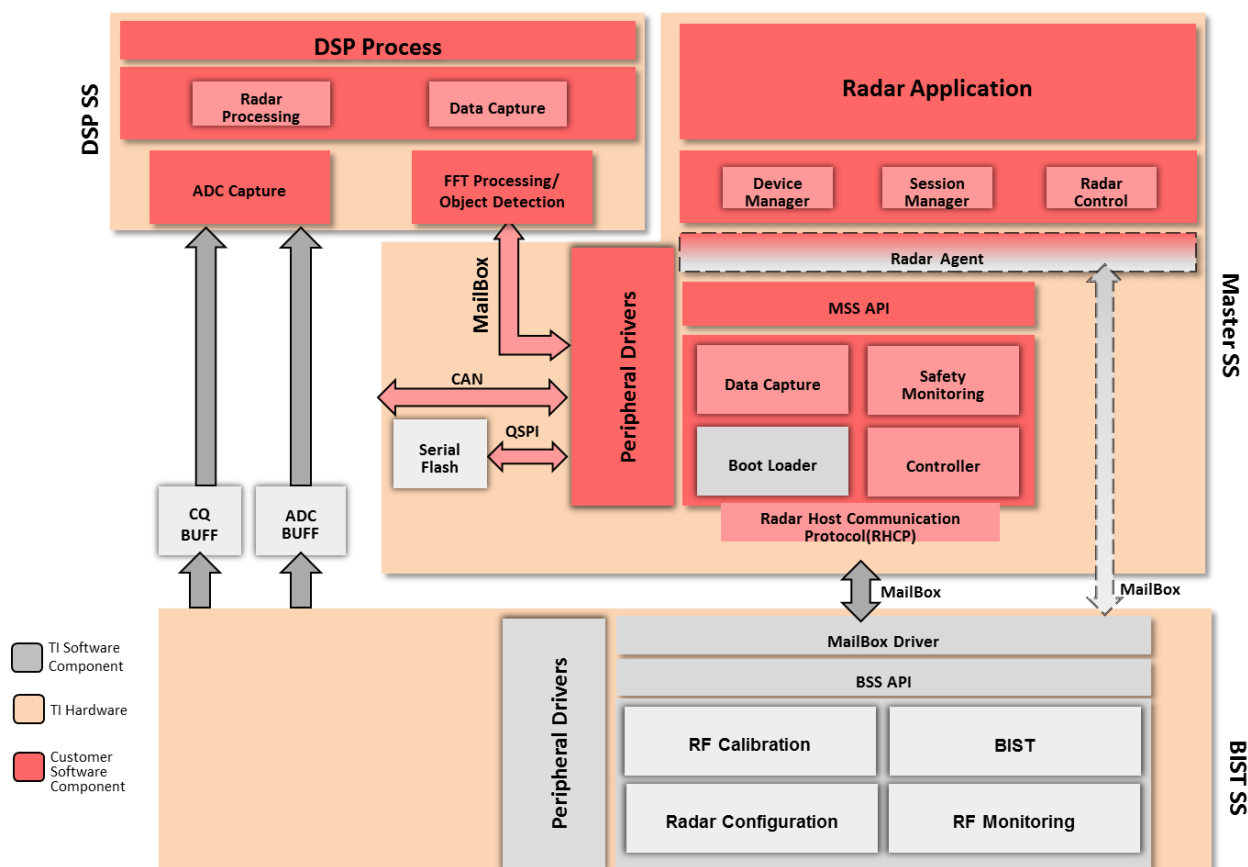 DSP Process
Radar
Processing
Data Capture
DSP SS
ADC Capture
FFT Processing/
Object Detection
Radar Application
Device
Manager
Session
Manager
Radar
Control
Radar Agent
Master SS
MSS API
Data Capture
Safety
Monitoring
Boot Loader
Controller
Radar Host Communication
Protocol(RHCP)
Peripheral Drivers
MailBox
CAN
QSPI
Serial
Flash
CQ
BUFF
ADC
BUFF
MailBox
MailBox
TI Software
Component
TI Hardware
Customer
Software
Component
Peripheral Drivers
MailBox Driver
BSS API
RF Calibration
BIST
Radar Configuration
RF Monitoring
BIST SS